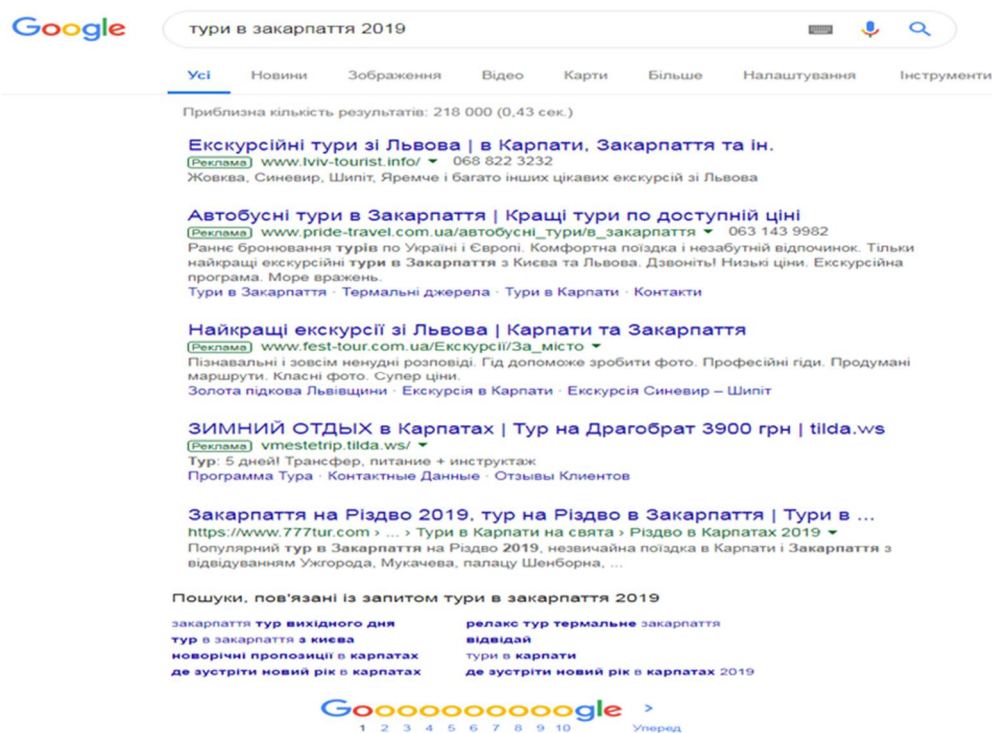 Google
тури в закарпаття 2019
Усі Новини Зображення Відео Карти Більше Налаштування Інструменти
Приблизна кількість результатів: 218 000 (0,43 сек.)
Екскурсійні тури зі Львова | в Карпати, Закарпаття та ін.
Реклама www.lviv-tourist.info/ 068 822 3232
Жовква, Синевир, Шипіт, Яремче і багато інших цікавих екскурсій зі Львова
Автобусні тури в Закарпаття | Кращі тури по доступній ціні
Реклама www.pride-travel.com.ua/автобусні_тури/в_закарпаття 063 143 9982
Раннє бронювання турів по Україні і Європі. Комфортна поїздка і незабутній відпочинок. Тільки
найкращі екскурсійні тури в Закарпаття з Києва та Львова. Дзвоніть! Низькі ціни. Екскурсійна
програма. Море вражень.
Тури в Закарпаття · Термальні джерела · Тури в Карпати · Контакти
Найкращі екскурсії зі Львова | Карпати та Закарпаття
Реклама www.fest-tour.com.ua/Екскурсії/За_місто
Пізнавальні і зовсім ненудні розповіді. Гід допоможе зробити фото. Професійні гіди. Продумані
маршрути. Класні фото. Супер ціни.
Золота підкова Львівщини · Екскурсія в Карпати · Екскурсія Синевир – Шипіт
ЗИМНИЙ ОТДЫХ в Карпатах | Тур на Драгобрат 3900 грн | tilda.ws
Реклама vmestetrip.tilda.ws/
Тур: 5 дней! Трансфер, питание + инструктаж
Программа Тура · Контактные Данные · Отзывы Клиентов
Закарпаття на Різдво 2019, тур на Різдво в Закарпаття | Тури в ...
https://www.777tur.com › ... › Тури в Карпати на свята › Різдво в Карпатах 2019
Популярний тур в Закарпаття на Різдво 2019, незвичайна поїздка в Карпати і Закарпаття з
відвідуванням Ужгорода, Мукачева, палацу Шенборна, ...
Пошуки, пов'язані із запитом тури в закарпаття 2019
закарпаття тур вихідного дня
тур в закарпаття з києва
новорічні пропозиції в карпатах
де зустріти новий рік в карпатах
релакс тур термальне закарпаття
відвідай
тури в карпати
де зустріти новий рік в карпатах 2019
Goooooooooogle >
1 2 3 4 5 6 7 8 9 10 Уперед